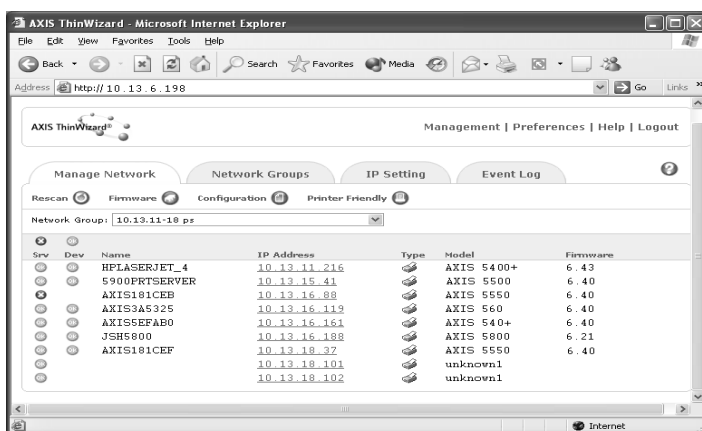 AXIS ThinWizard - Microsoft Internet Explorer
File Edit View Favorites Tools Help
Back Search Favorites Media
Address http://10.13.6.198 Go Links »
AXIS ThinWizard® Management | Preferences | Help | Logout
Manage Network Network Groups IP Setting Event Log ?
Rescan Firmware Configuration Printer Friendly
Network Group: 10.13.11-18 ps
Srv Dev Name IP Address Type Model Firmware
HPLASERJET_4 10.13.11.216 AXIS 5400+ 6.43
5900PRTSERVER 10.13.15.41 AXIS 5500 6.40
AXIS181CEB 10.13.16.88 AXIS 5550 6.40
AXIS3A5325 10.13.16.119 AXIS 560 6.40
AXIS5EFAB0 10.13.16.161 AXIS 540+ 6.40
JSH5800 10.13.16.188 AXIS 5800 6.21
AXIS181CEF 10.13.18.37 AXIS 5550 6.40
10.13.18.101 unknown1
10.13.18.102 unknown1
Internet